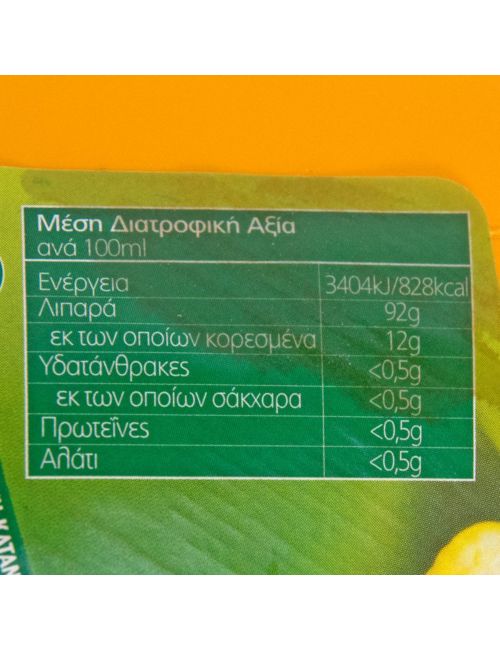 Μέση Διατροφική Αξία
ανά 100ml
Ενέργεια 3404kJ/828kcal
Λιπαρά 92g
εκ των οποίων κορεσμένα 12g
Υδατάνθρακες <0,5g
εκ των οποίων σάκχαρα <0,5g
Πρωτεΐνες <0,5g
Αλάτι <0,5g